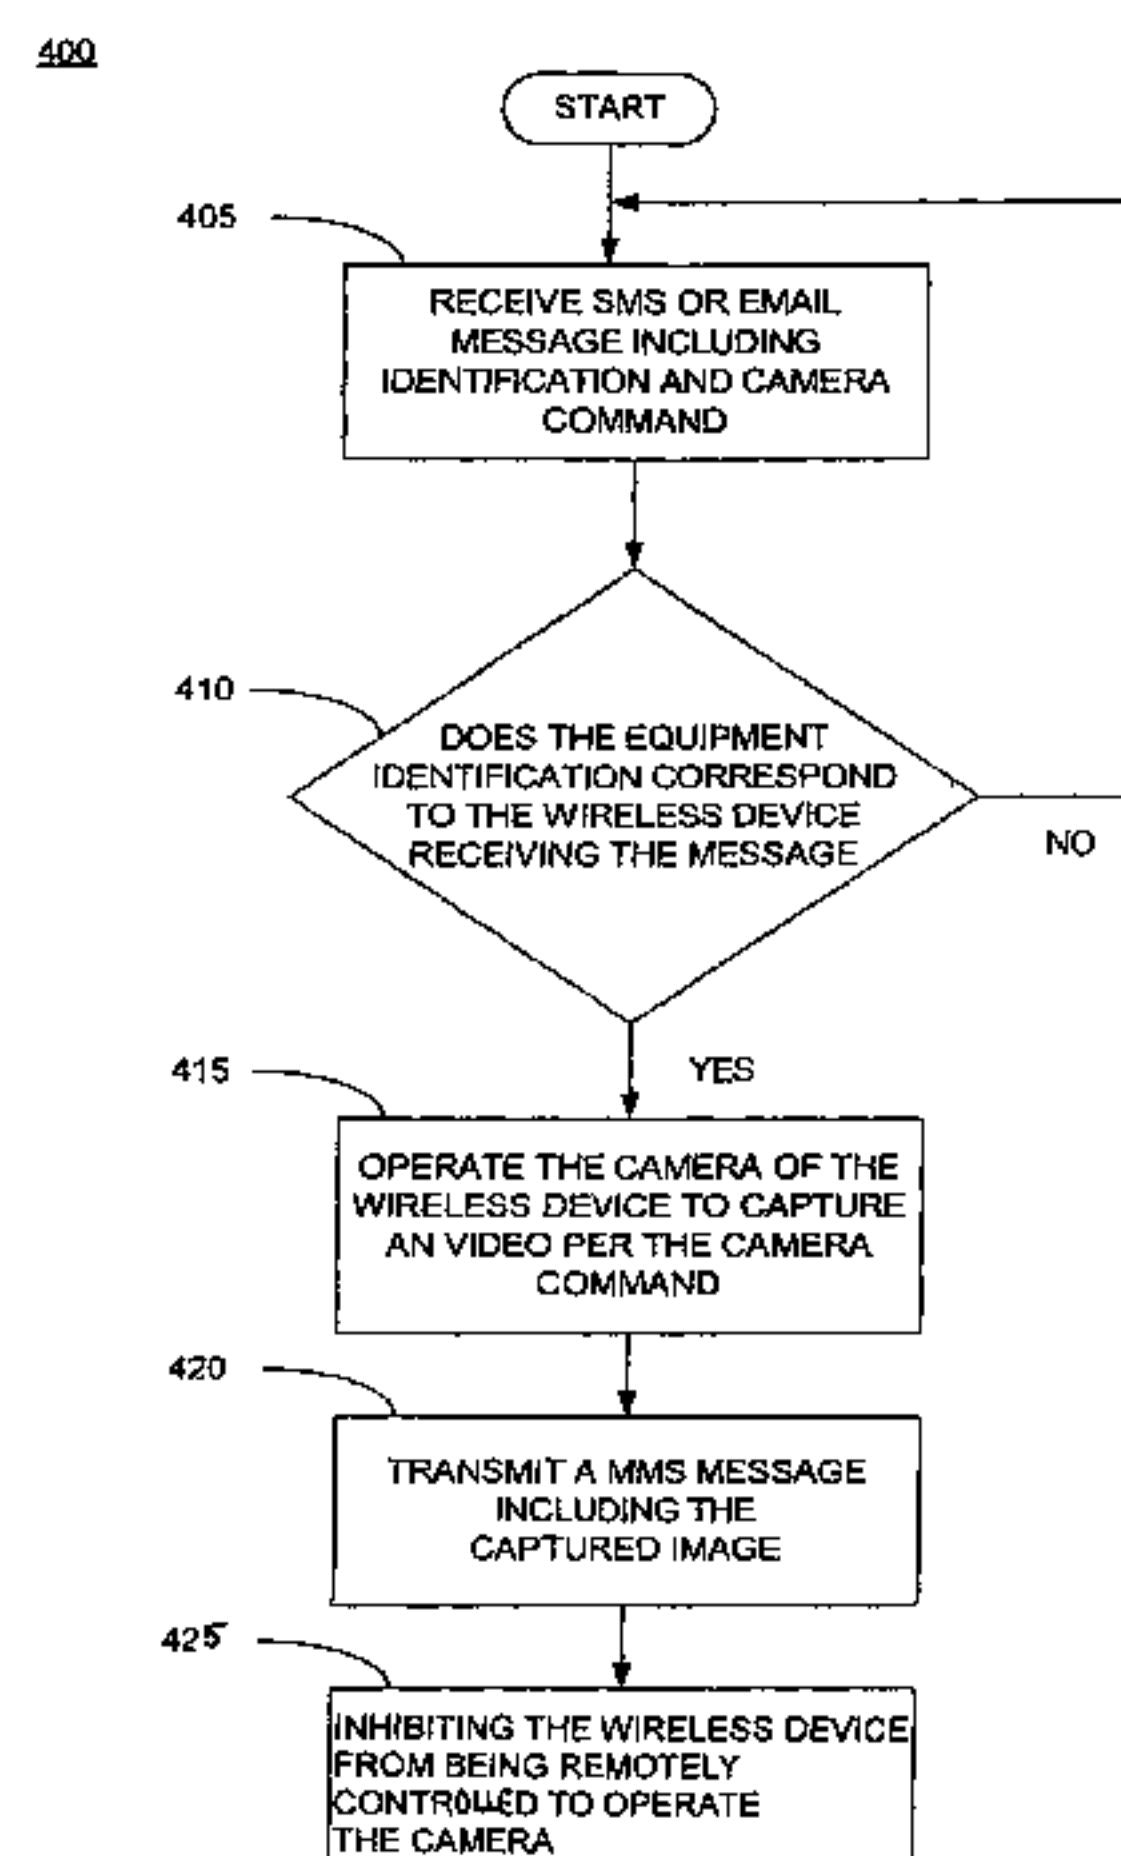 400
START
405
RECEIVE SMS OR EMAIL
MESSAGE INCLUDING
IDENTIFICATION AND CAMERA
COMMAND
410
DOES THE EQUIPMENT
IDENTIFICATION CORRESPOND
TO THE WIRELESS DEVICE
RECEIVING THE MESSAGE
NO
YES
415
OPERATE THE CAMERA OF THE
WIRELESS DEVICE TO CAPTURE
AN VIDEO PER THE CAMERA
COMMAND
420
TRANSMIT A MMS MESSAGE
INCLUDING THE
CAPTURED IMAGE
425
INHIBITING THE WIRELESS DEVICE
FROM BEING REMOTELY
CONTROLLED TO OPERATE
THE CAMERA